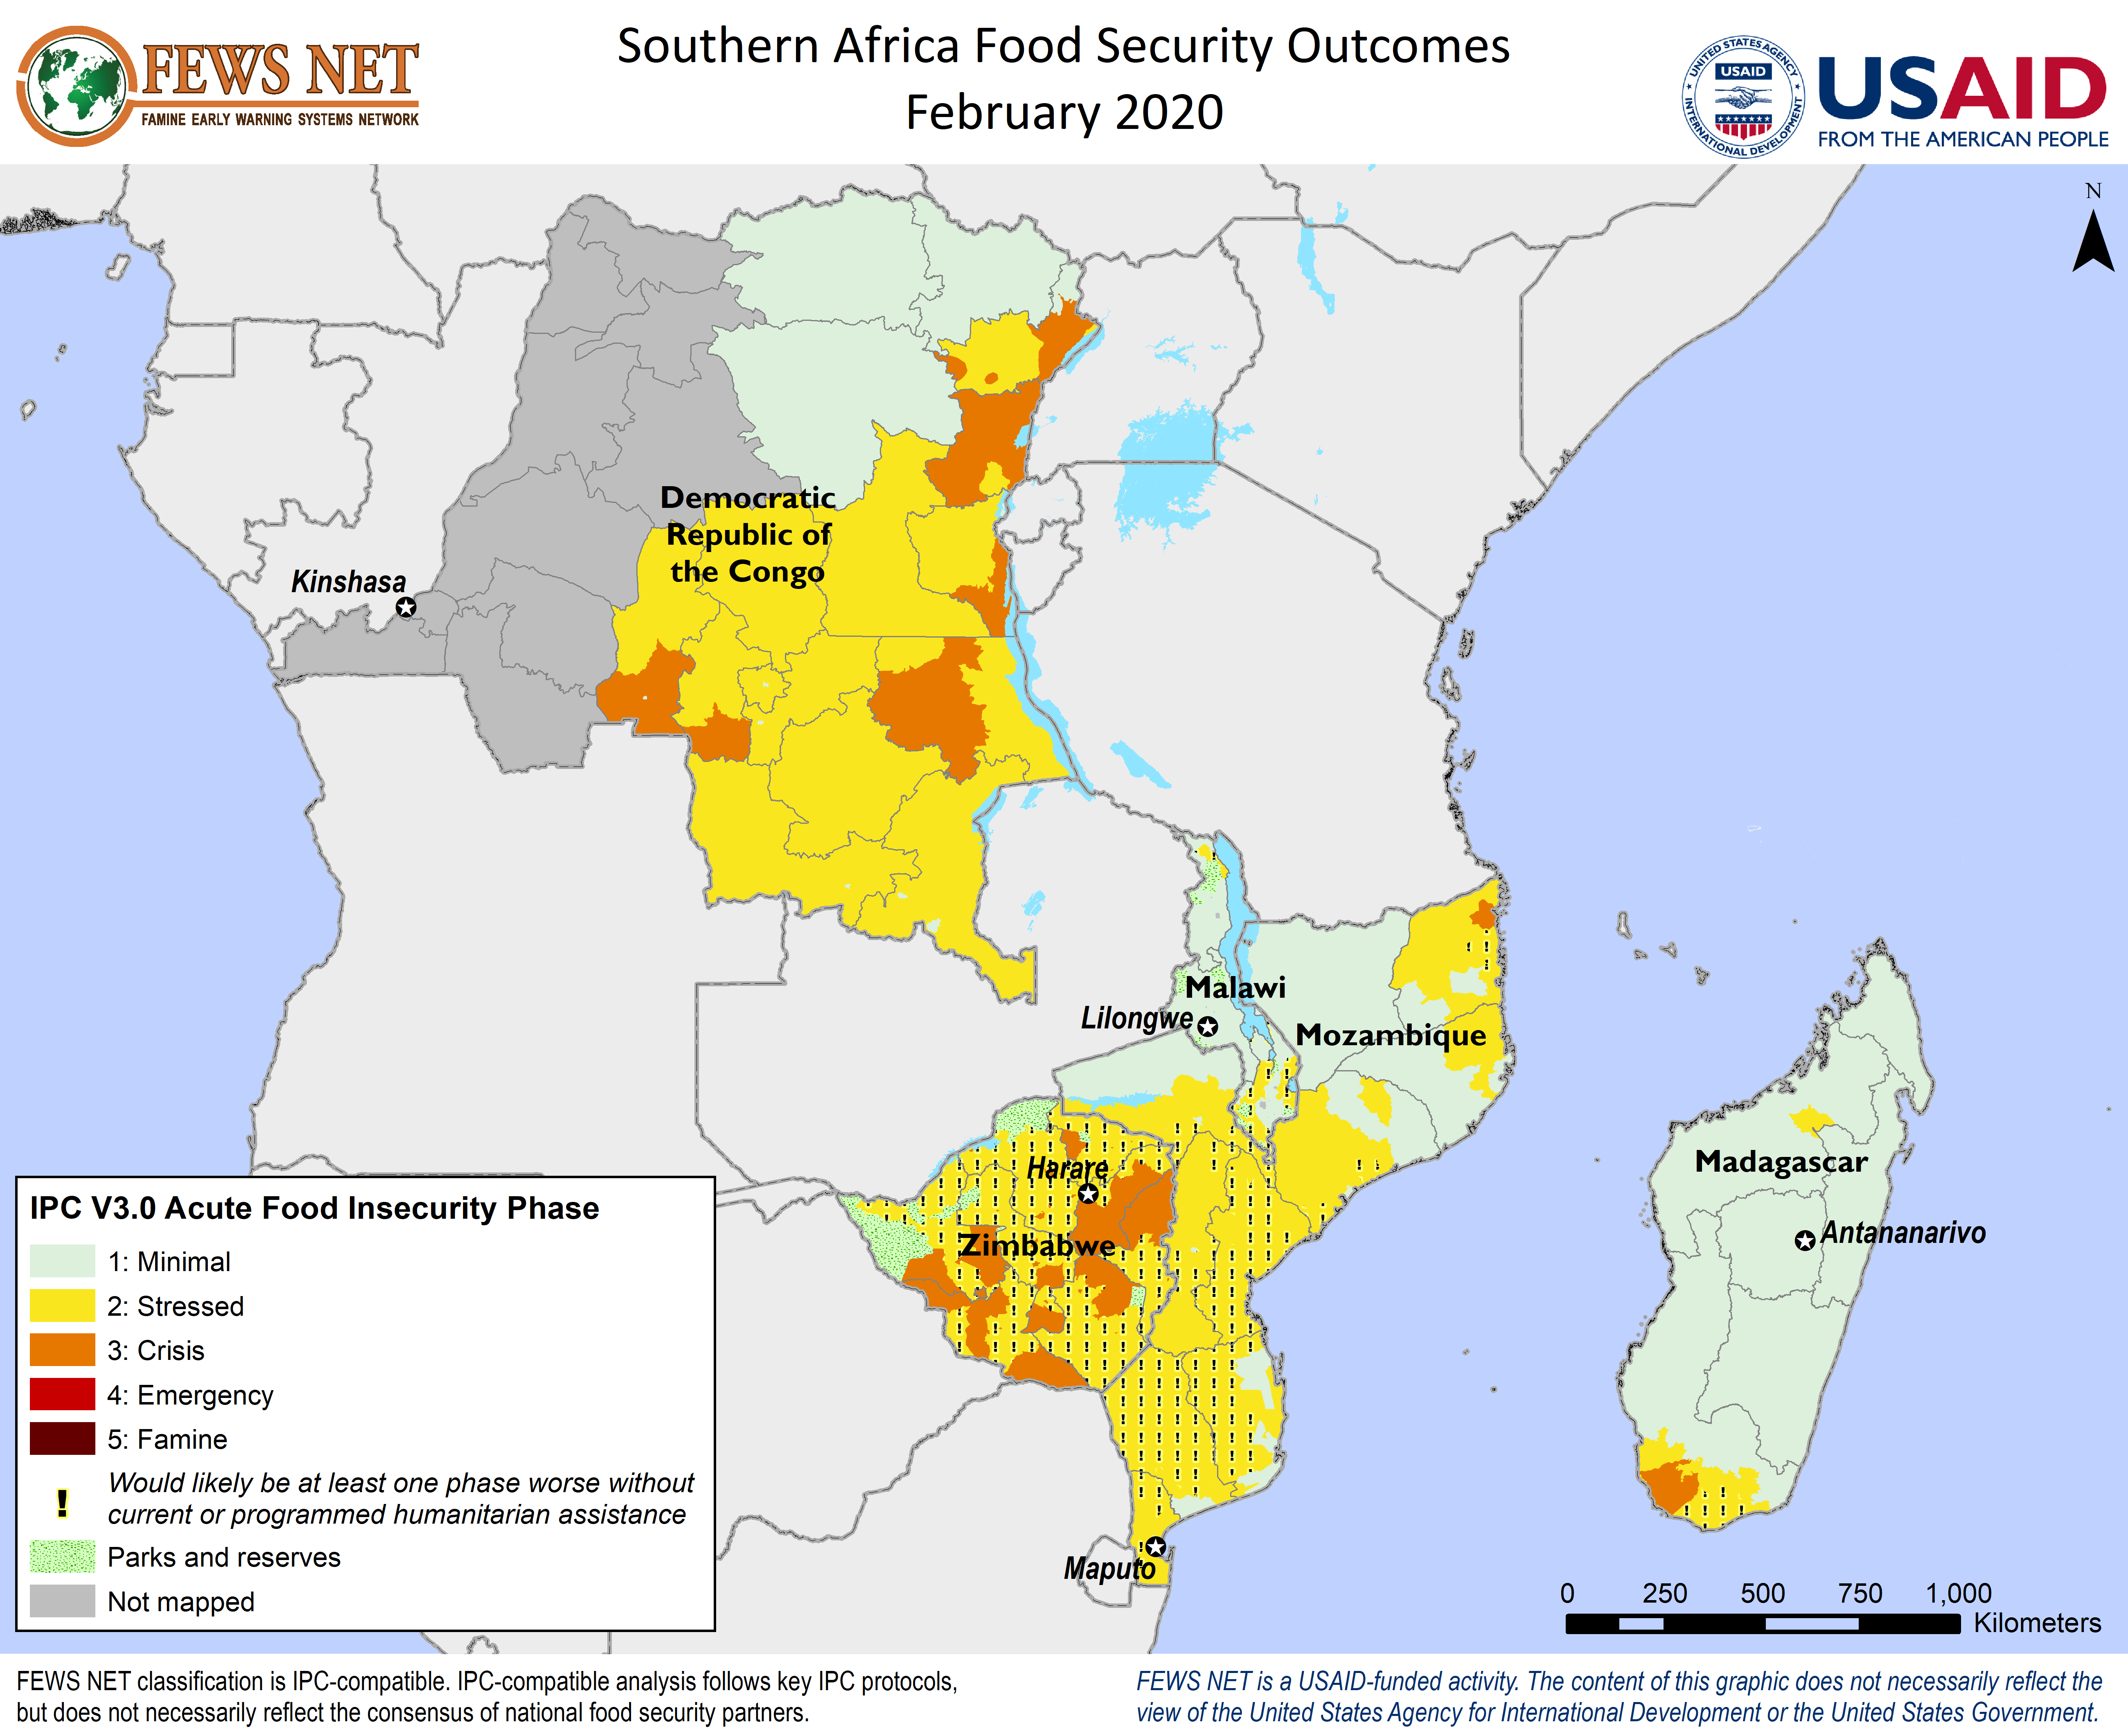 FEWS NET
FAMINE EARLY WARNING SYSTEMS NETWORK
Southern Africa Food Security Outcomes
February 2020
UNITED STATES AGENCY
USAID
INTERNATIONAL DEVELOPMENT
USAID
FROM THE AMERICAN PEOPLE
N
Democratic
Republic of
the Congo
Kinshasa
Malawi
Lilongwe
Mozambique
Harare
Zimbabwe
Madagascar
Antananarivo
Maputo
IPC V3.0 Acute Food Insecurity Phase
1: Minimal
2: Stressed
3: Crisis
4: Emergency
5: Famine
! Would likely be at least one phase worse without
current or programmed humanitarian assistance
Parks and reserves
Not mapped
0 250 500 750 1,000
Kilometers
FEWS NET classification is IPC-compatible. IPC-compatible analysis follows key IPC protocols,
but does not necessarily reflect the consensus of national food security partners.
FEWS NET is a USAID-funded activity. The content of this graphic does not necessarily reflect the
view of the United States Agency for International Development or the United States Government.